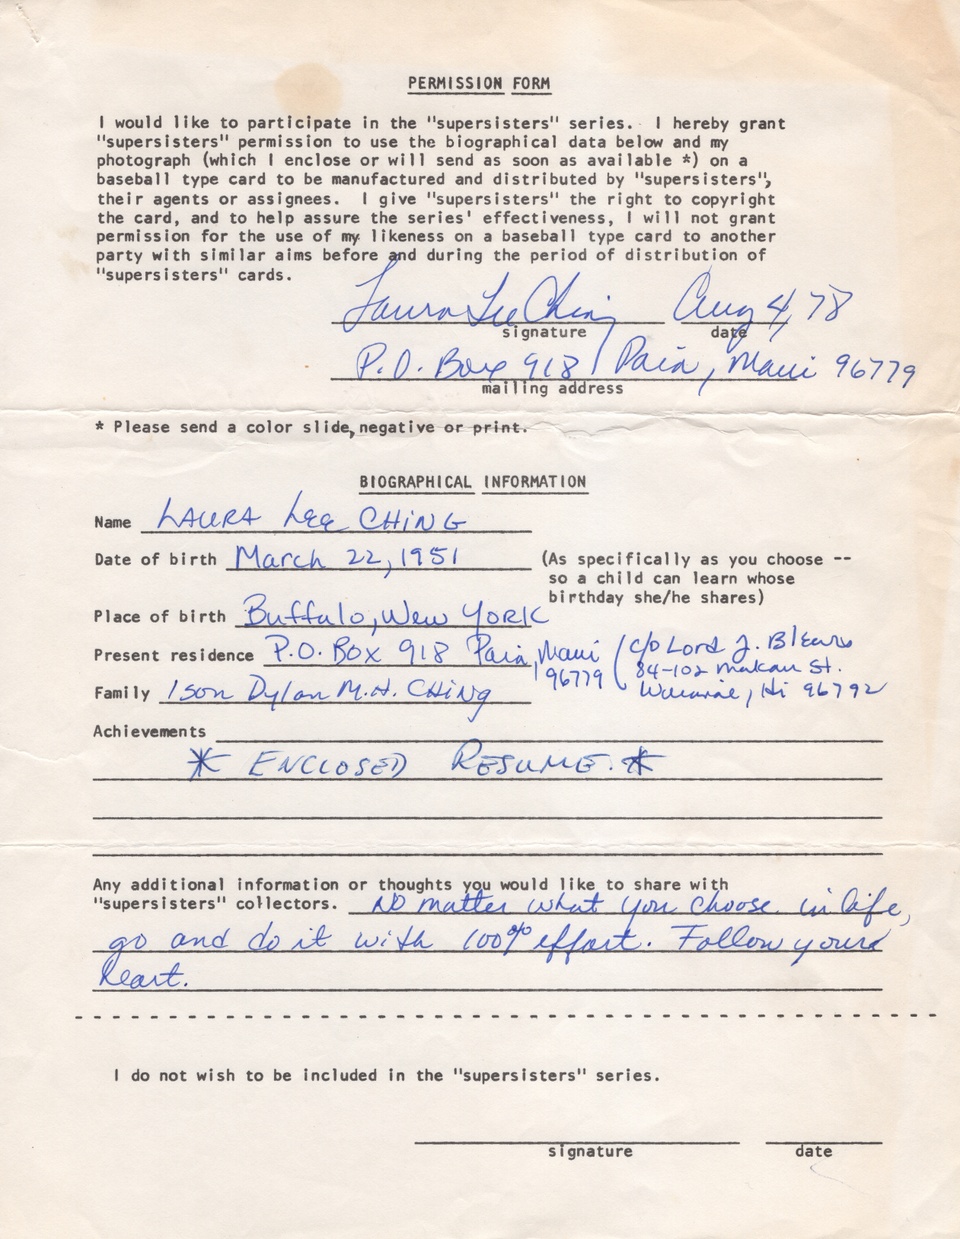 PERMISSION FORM
I would like to participate in the "supersisters" series. I hereby grant
"supersisters" permission to use the biographical data below and my
photograph (which I enclose or will send as soon as available *) on a
baseball type card to be manufactured and distributed by "supersisters",
their agents or assignees. I give "supersisters" the right to copyright
the card, and to help assure the series' effectiveness, I will not grant
permission for the use of my likeness on a baseball type card to another
party with similar aims before and during the period of distribution of
"supersisters" cards.
Laura Lee Ching Aug 4, 78
signature date
P.O. Box 918 Paia, Maui 96779
mailing address
* Please send a color slide, negative or print.
BIOGRAPHICAL INFORMATION
Name LAURA LEE CHING
Date of birth March 22, 1951 (As specifically as you choose --
so a child can learn whose
birthday she/he shares)
Place of birth Buffalo, New YORK
Present residence P.O. Box 918 Paia, Maui 96779 (c/o Lord J. Blears
84-102 Makau St.
Waianae, Hi 96792
Family 1 son Dylan M.H. CHING
Achievements
* ENCLOSED RESUME. *
Any additional information or thoughts you would like to share with
"supersisters" collectors. No matter what you choose in life,
go and do it with 100% effort. Follow your
heart.
I do not wish to be included in the "supersisters" series.
signature date